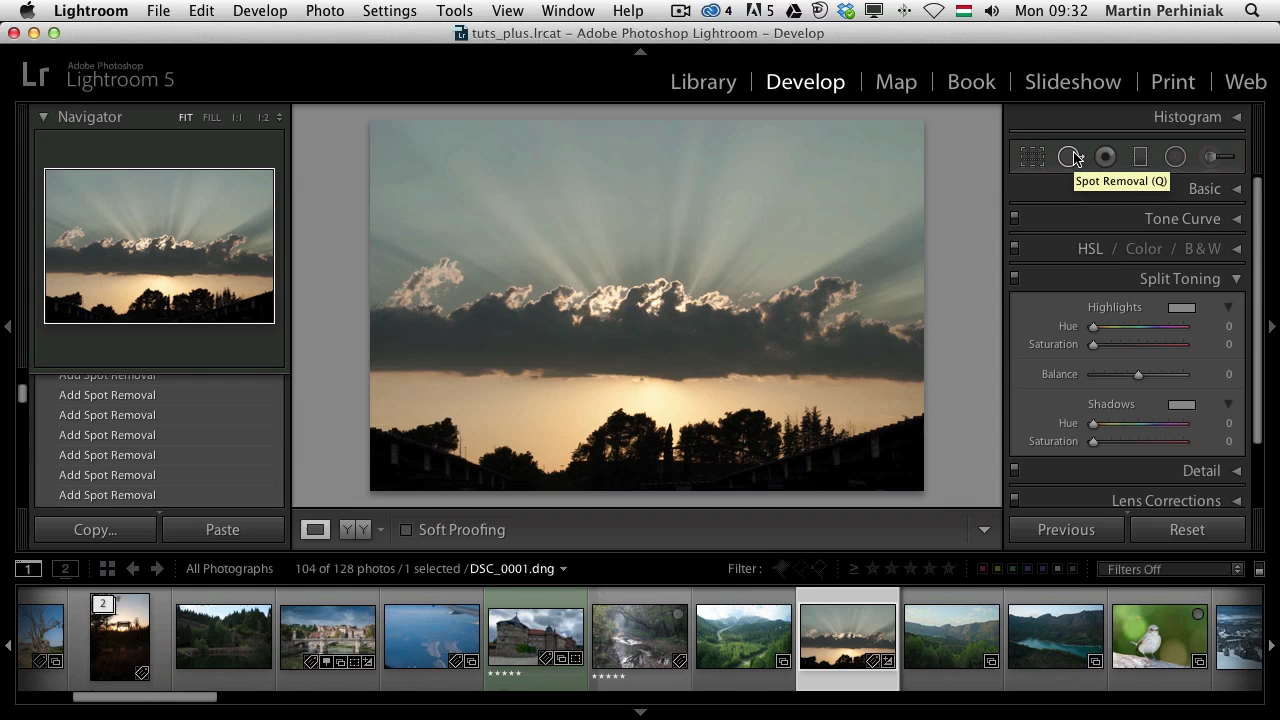 Lightroom File Edit Develop Photo Settings Tools View Window Help 4 5 Mon 09:32 Martin Perhiniak
tuts_plus.lrcat – Adobe Photoshop Lightroom – Develop
Lr Adobe Photoshop
Lightroom 5
Library | Develop | Map | Book | Slideshow | Print | Web
Navigator FIT FILL 1:1 1:2
Histogram
Spot Removal (Q)
Basic
Tone Curve
HSL / Color / B & W
Split Toning
Highlights
Hue 0
Saturation 0
Balance 0
Shadows
Hue 0
Saturation 0
Detail
Lens Corrections
Add Spot Removal
Add Spot Removal
Add Spot Removal
Add Spot Removal
Add Spot Removal
Add Spot Removal
Add Spot Removal
Copy... Paste
YY Soft Proofing
Previous Reset
1 2 All Photographs 104 of 128 photos / 1 selected / DSC_0001.dng Filter : ≥ Filters Off
2